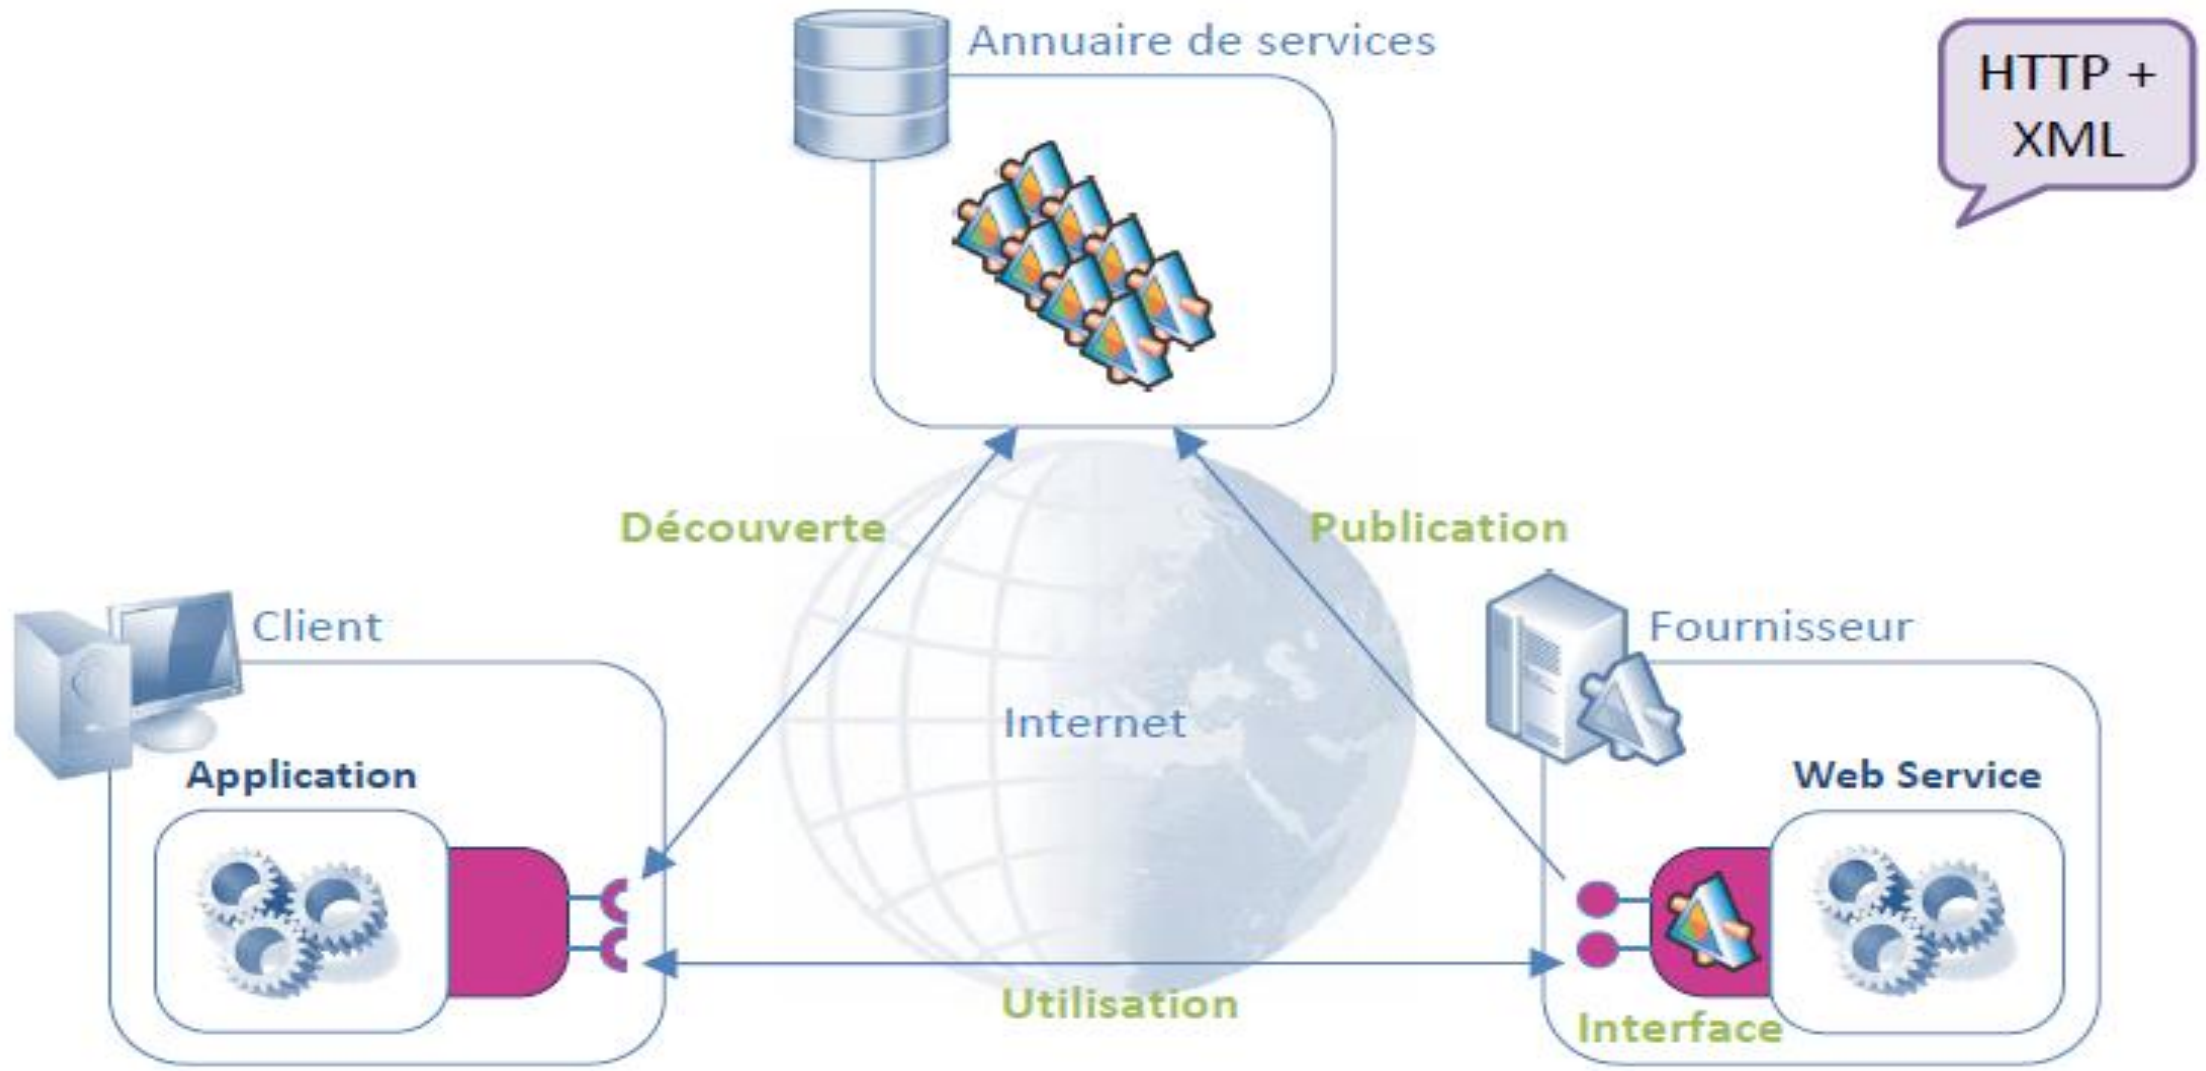 Annuaire de services
HTTP +
XML
Découverte
Publication
Client
Fournisseur
Internet
Application
Web Service
Utilisation
Interface